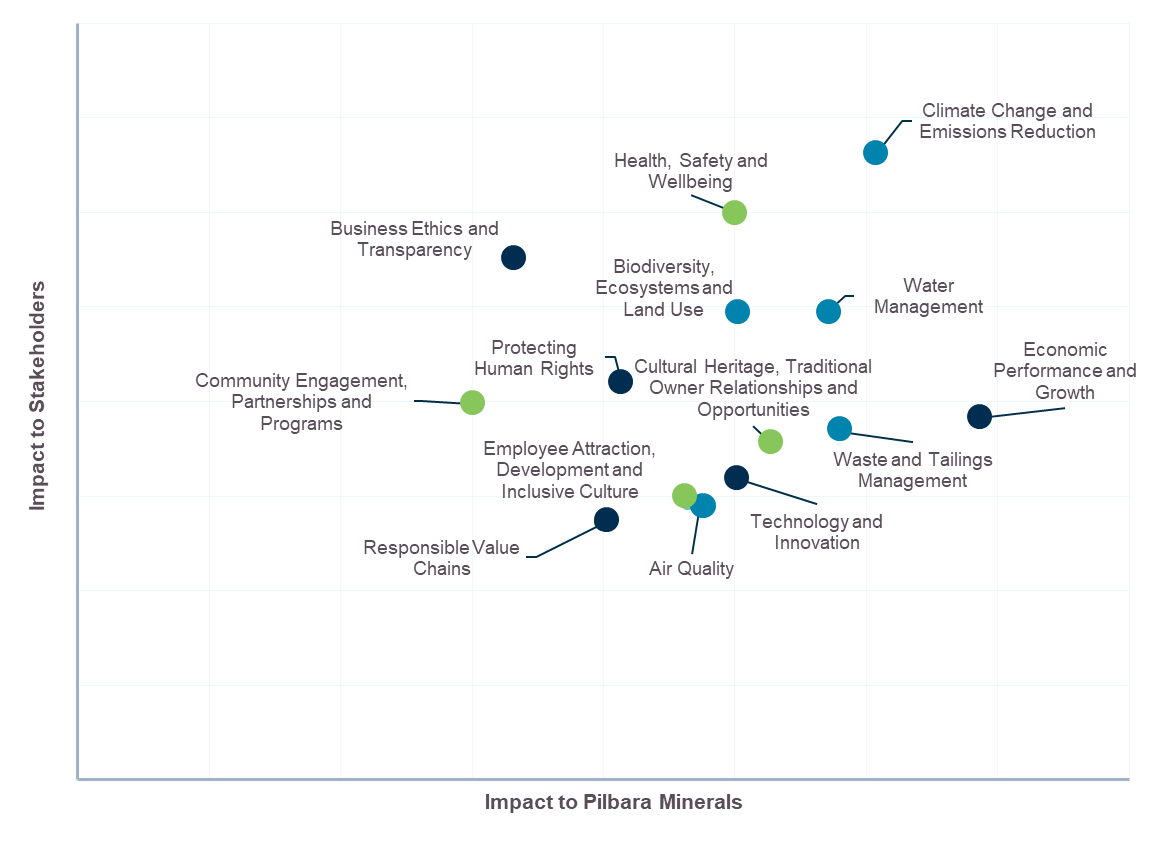 Climate Change and
Emissions Reduction
Health, Safety and
Wellbeing
Business Ethics and
Transparency
Biodiversity,
Ecosystems and
Land Use
Water
Management
Protecting
Human Rights
Economic
Performance and
Growth
Cultural Heritage, Traditional
Owner Relationships and
Opportunities
Community Engagement,
Partnerships and
Programs
Employee Attraction,
Development and
Inclusive Culture
Waste and Tailings
Management
Technology and
Innovation
Responsible Value
Chains
Air Quality
Impact to Stakeholders
Impact to Pilbara Minerals